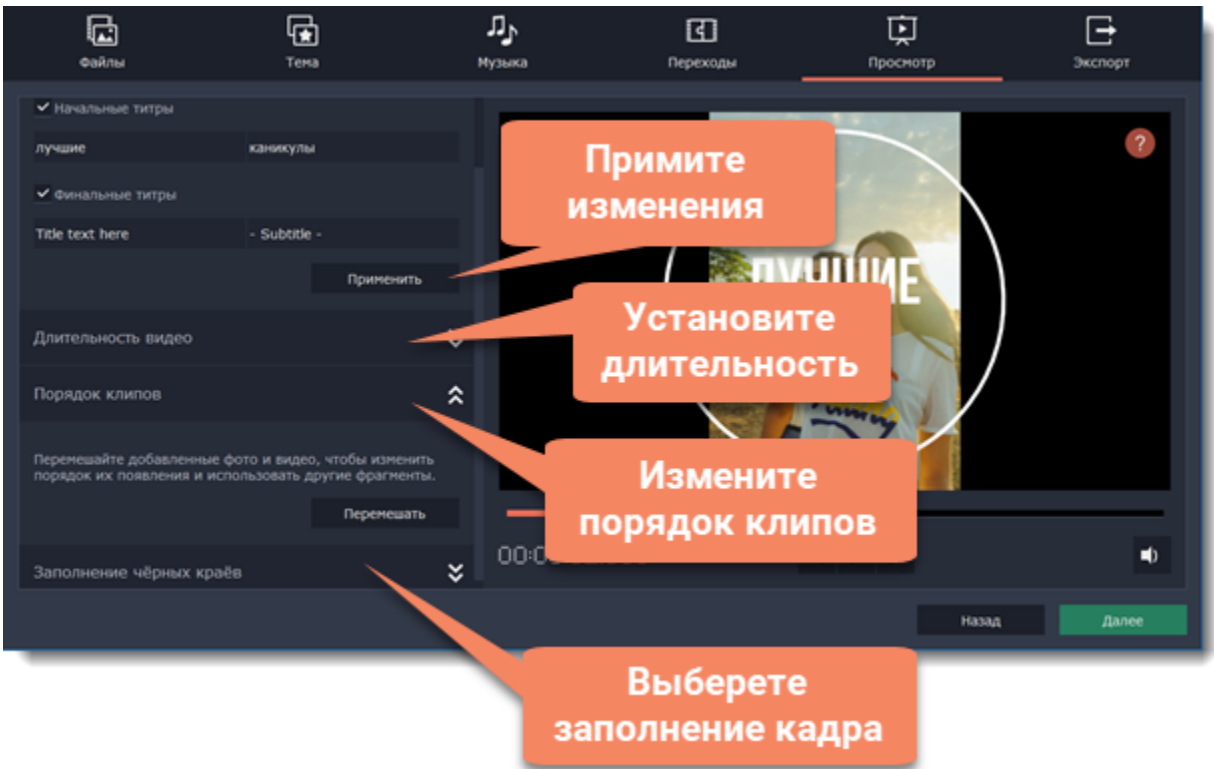 Файлы
Тема
Музыка
Переходы
Просмотр
Экспорт
Начальные титры
лучшие каникулы
Финальные титры
Title text here - Subtitle -
Применить
Длительность видео
Порядок клипов
Перемешайте добавленные фото и видео, чтобы изменить
порядок их появления и использовать другие фрагменты.
Перемешать
Заполнение чёрных краёв
?
ЛУЧШИЕ
Примите
изменения
Установите
длительность
Измените
порядок клипов
Выберете
заполнение кадра
Назад
Далее